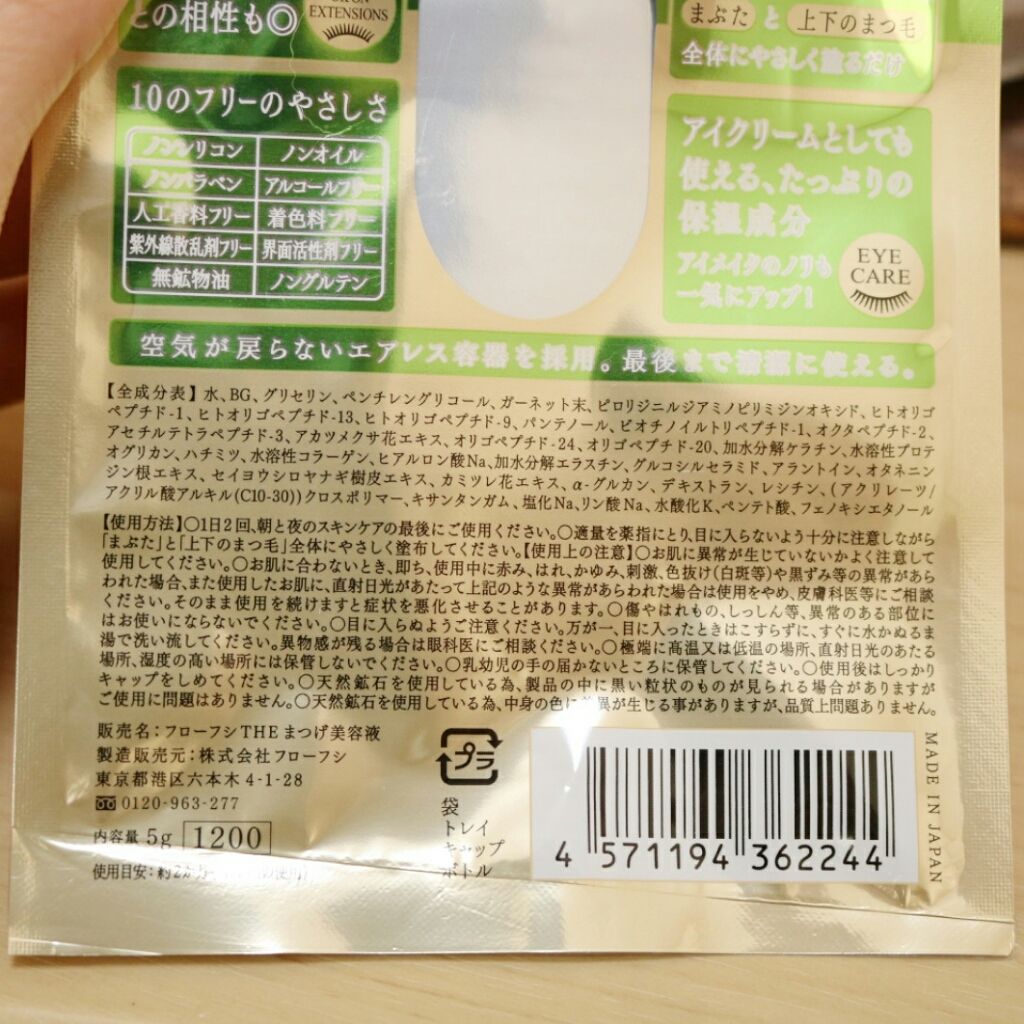 との相性も◎
EXTENSIONS
10のフリーのやさしさ
ノンシリコン ノンオイル
ノンパラベン アルコールフリー
人工香料フリー 着色料フリー
紫外線散乱剤フリー 界面活性剤フリー
無鉱物油 ノングルテン
まぶた と 上下のまつ毛
全体にやさしく塗るだけ
アイクリームとしても
使える、たっぷりの
保湿成分
アイメイクのノリも
一気にアップ!
EYE
CARE
空気が戻らないエアレス容器を採用。最後まで清潔に使える。
【全成分表】水、BG、グリセリン、ペンチレングリコール、ガーネット末、ピロリジニルジアミノピリミジンオキシド、ヒトオリゴ
ペプチド-1、ヒトオリゴペプチド-13、ヒトオリゴペプチド-9、パンテノール、ビオチノイルトリペプチド-1、オクタペプチド-2、
アセチルテトラペプチド-3、アカツメクサ花エキス、オリゴペプチド-24、オリゴペプチド-20、加水分解ケラチン、水溶性プロテ
オグリカン、ハチミツ、水溶性コラーゲン、ヒアルロン酸Na、加水分解エラスチン、グルコシルセラミド、アラントイン、オタネニン
ジン根エキス、セイヨウシロヤナギ樹皮エキス、カミツレ花エキス、α-グルカン、デキストラン、レシチン、(アクリレーツ/
アクリル酸アルキル(C10-30))クロスポリマー、キサンタンガム、塩化Na、リン酸Na、水酸化K、ペンテト酸、フェノキシエタノール
【使用方法】〇1日2回、朝と夜のスキンケアの最後にご使用ください。〇適量を薬指にとり、目に入らないよう十分に注意しながら
「まぶた」と「上下のまつ毛」全体にやさしく塗布してください。【使用上の注意】〇お肌に異常が生じていないかよく注意して
使用してください。〇お肌に合わないとき、即ち、使用中に赤み、はれ、かゆみ、刺激、色抜け(白斑等)や黒ずみ等の異常があら
われた場合、また使用したお肌に、直射日光があたって上記のような異常があらわれた場合は使用をやめ、皮膚科医等にご相談
ください。そのまま使用を続けますと症状を悪化させることがあります。〇傷やはれもの、しっしん等、異常のある部位に
はお使いにならないでください。〇目に入らぬようご注意ください。万が一、目に入ったときはこすらずに、すぐに水かぬるま
湯で洗い流してください。異物感が残る場合は眼科医にご相談ください。〇極端に高温又は低温の場所、直射日光のあたる
場所、湿度の高い場所には保管しないでください。〇乳幼児の手の届かないところに保管してください。〇使用後はしっかり
キャップをしめてください。〇天然鉱石を使用している為、製品の中に黒い粒状のものが見られる場合がありますが
ご使用に問題はありません。〇天然鉱石を使用している為、中身の色に差異が生じる事がありますが、品質上問題ありません。
販売名:フローフシTHEまつげ美容液
製造販売元:株式会社フローフシ
東京都港区六本木4-1-28
0120-963-277
内容量 5g 1200
使用目安:約2か月
プラ
袋
トレイ
キャップ
ボトル
4 571194 362244
MADE IN JAPAN